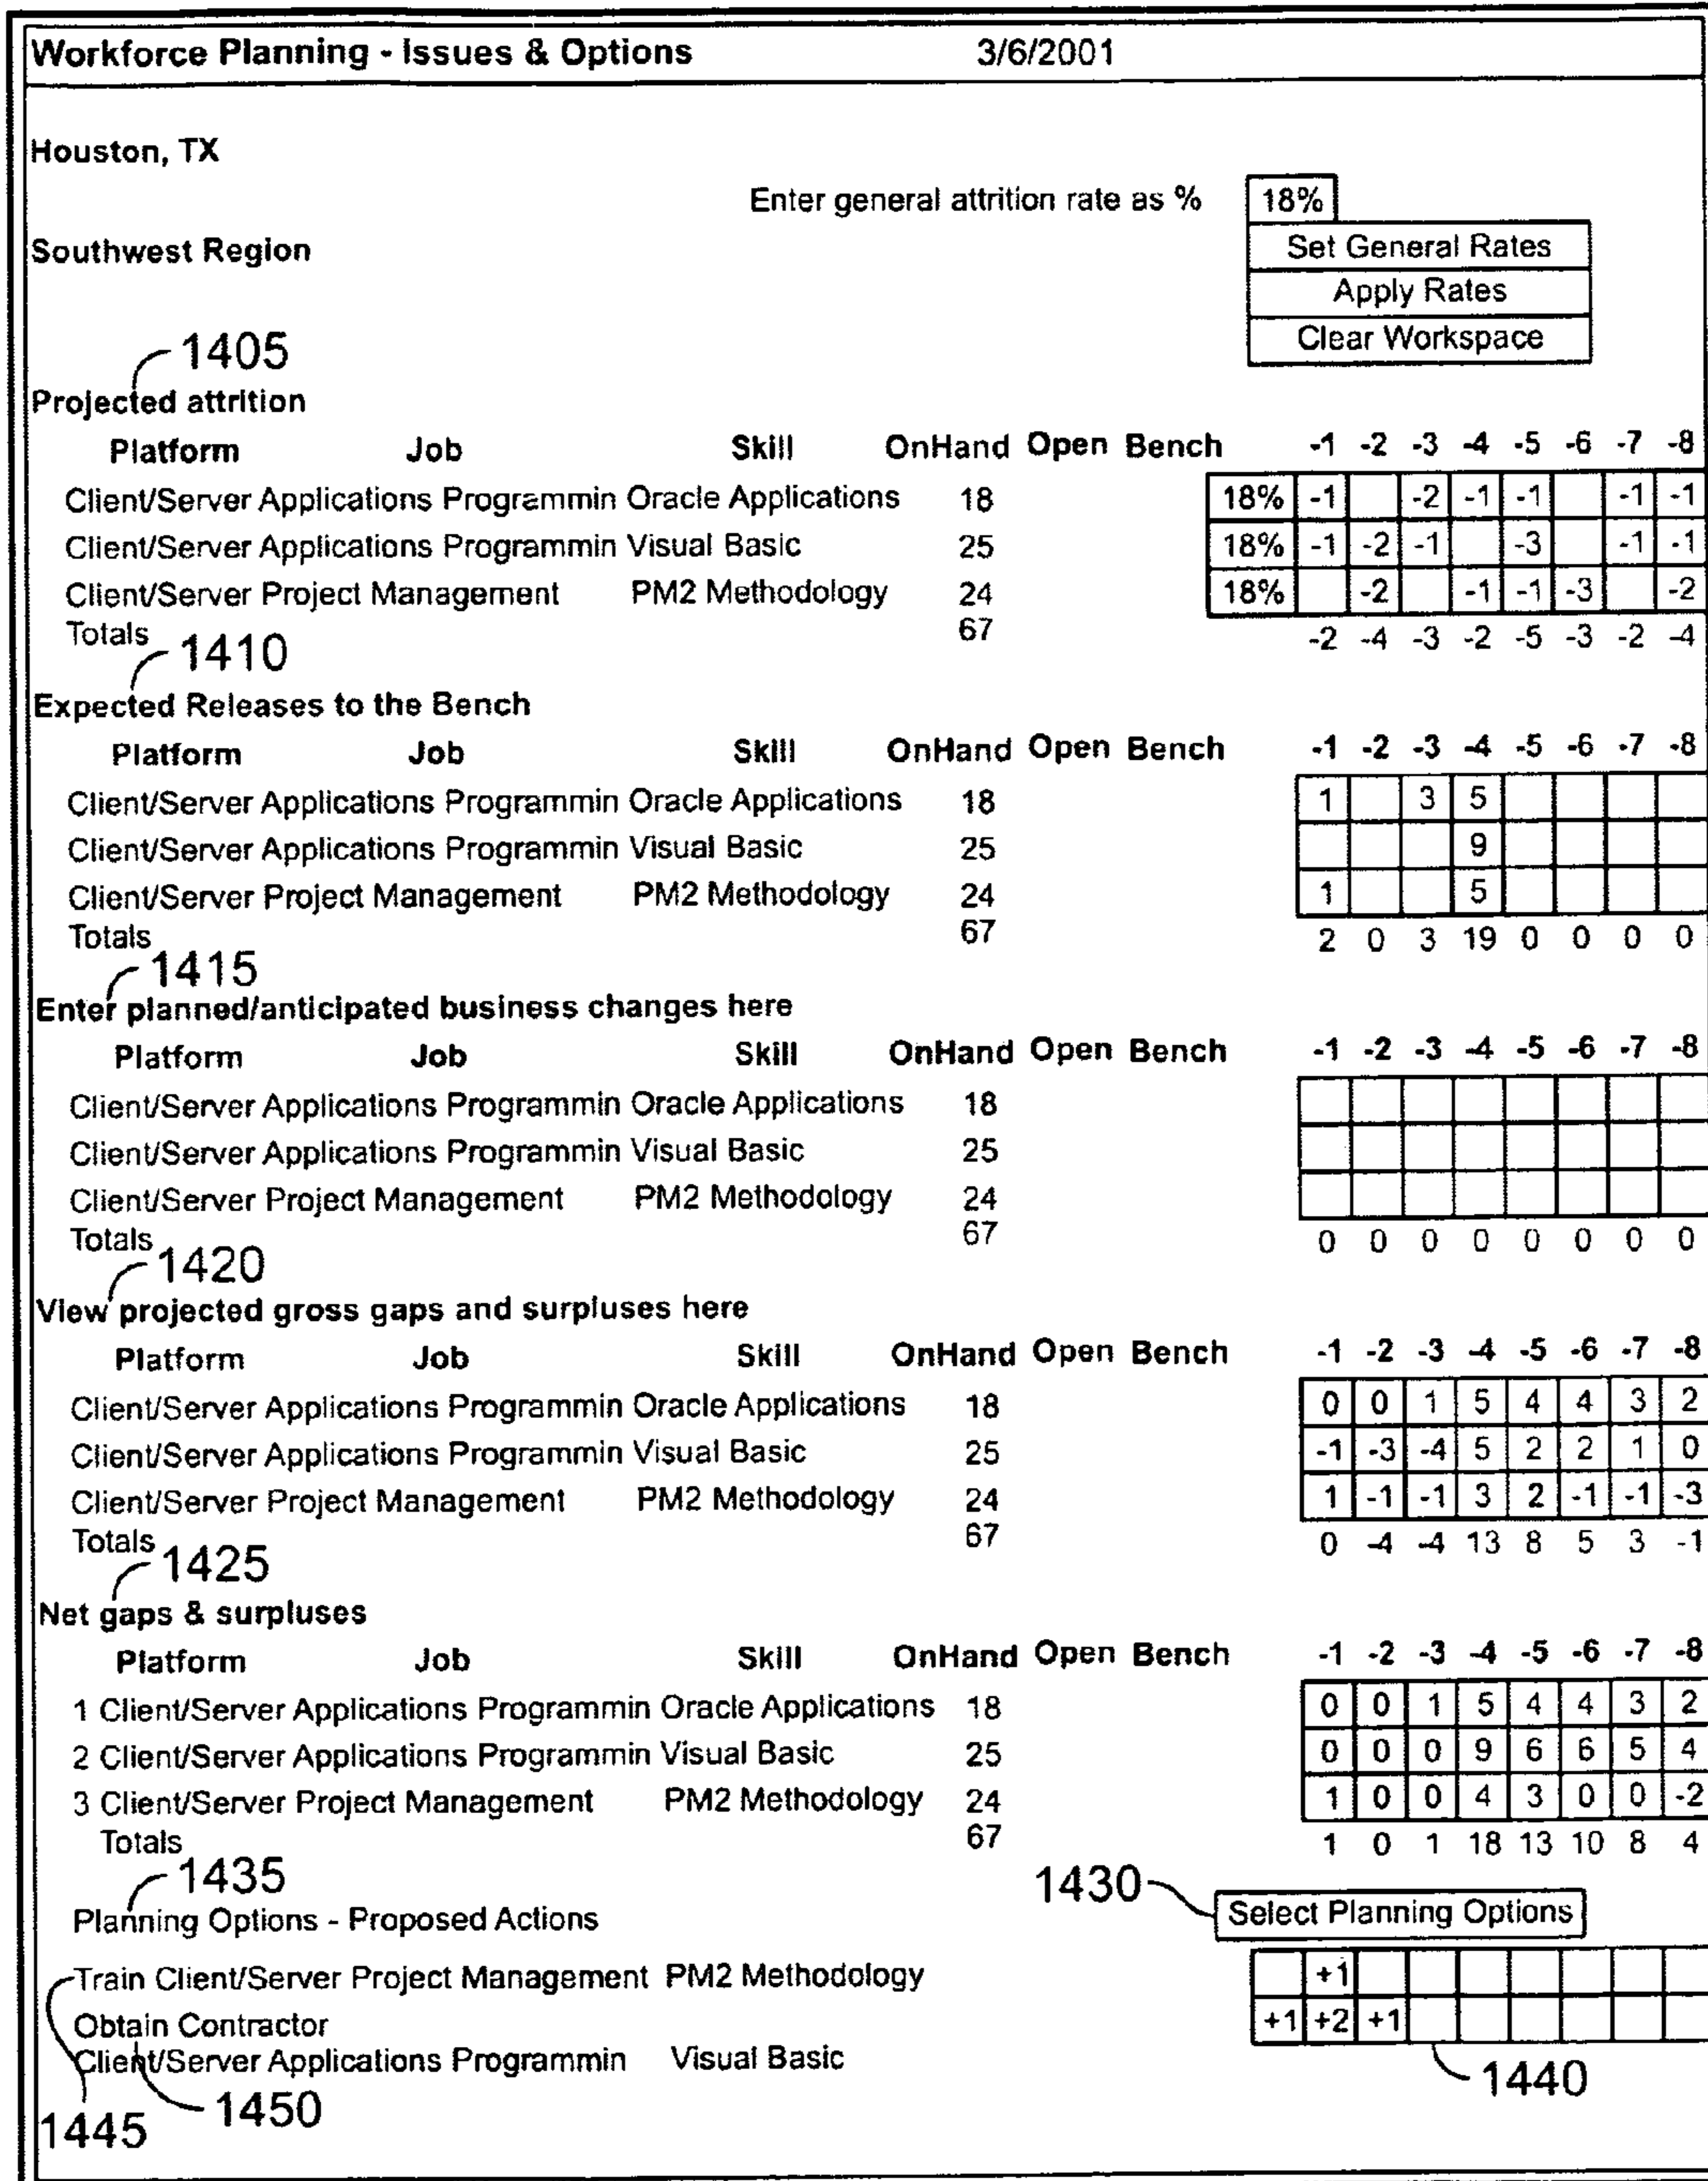 Workforce Planning - Issues & Options 3/6/2001
Houston, TX
Enter general attrition rate as % 18%
Southwest Region
Set General Rates
Apply Rates
Clear Workspace
1405
Projected attrition
Platform Job Skill OnHand Open Bench -1 -2 -3 -4 -5 -6 -7 -8
Client/Server Applications Programmin Oracle Applications 18 18% -1 -2 -1 -1 -1 -1
Client/Server Applications Programmin Visual Basic 25 18% -1 -2 -1 -3 -1 -1
Client/Server Project Management PM2 Methodology 24 18% -2 -1 -1 -3 -2
Totals 67 -2 -4 -3 -2 -5 -3 -2 -4
1410
Expected Releases to the Bench
Platform Job Skill OnHand Open Bench -1 -2 -3 -4 -5 -6 -7 -8
Client/Server Applications Programmin Oracle Applications 18 1 3 5
Client/Server Applications Programmin Visual Basic 25 9
Client/Server Project Management PM2 Methodology 24 1 5
Totals 67 2 0 3 19 0 0 0 0
1415
Enter planned/anticipated business changes here
Platform Job Skill OnHand Open Bench -1 -2 -3 -4 -5 -6 -7 -8
Client/Server Applications Programmin Oracle Applications 18
Client/Server Applications Programmin Visual Basic 25
Client/Server Project Management PM2 Methodology 24
Totals 67 0 0 0 0 0 0 0 0
1420
View projected gross gaps and surpluses here
Platform Job Skill OnHand Open Bench -1 -2 -3 -4 -5 -6 -7 -8
Client/Server Applications Programmin Oracle Applications 18 0 0 1 5 4 4 3 2
Client/Server Applications Programmin Visual Basic 25 -1 -3 -4 5 2 2 1 0
Client/Server Project Management PM2 Methodology 24 1 -1 -1 3 2 -1 -1 -3
Totals 67 0 -4 -4 13 8 5 3 -1
1425
Net gaps & surpluses
Platform Job Skill OnHand Open Bench -1 -2 -3 -4 -5 -6 -7 -8
1 Client/Server Applications Programmin Oracle Applications 18 0 0 1 5 4 4 3 2
2 Client/Server Applications Programmin Visual Basic 25 0 0 0 9 6 6 5 4
3 Client/Server Project Management PM2 Methodology 24 1 0 0 4 3 0 0 -2
Totals 67 1 0 1 18 13 10 8 4
1435 1430
Planning Options - Proposed Actions Select Planning Options
Train Client/Server Project Management PM2 Methodology +1
Obtain Contractor +1 +2 +1
Client/Server Applications Programmin Visual Basic
1440
1450
1445